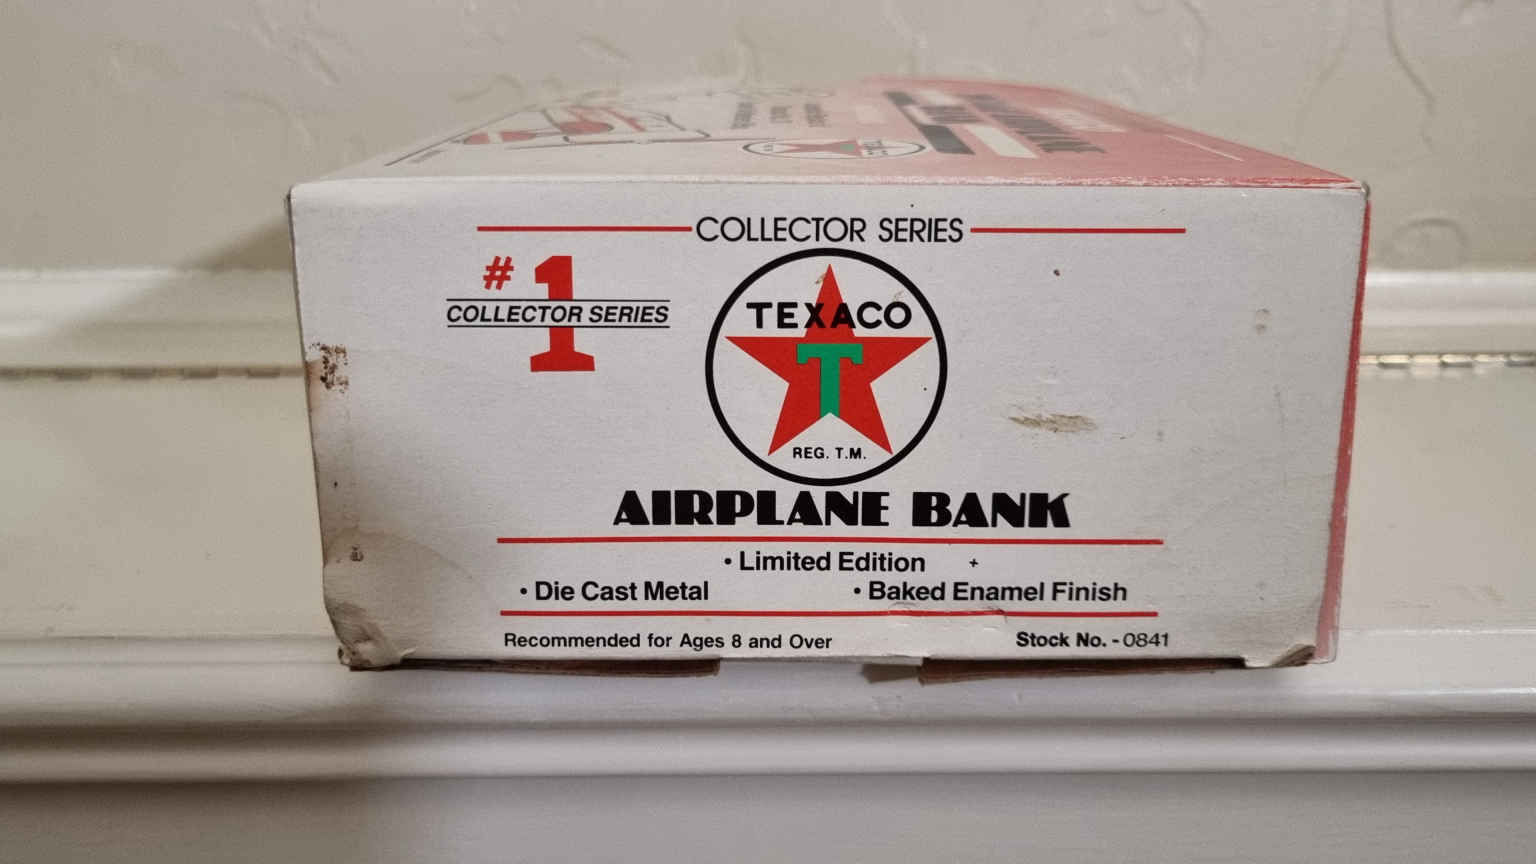 COLLECTOR SERIES
#1
COLLECTOR SERIES
TEXACO
T
REG. T.M.
AIRPLANE BANK
• Limited Edition +
• Die Cast Metal • Baked Enamel Finish
Recommended for Ages 8 and Over Stock No. - 0841